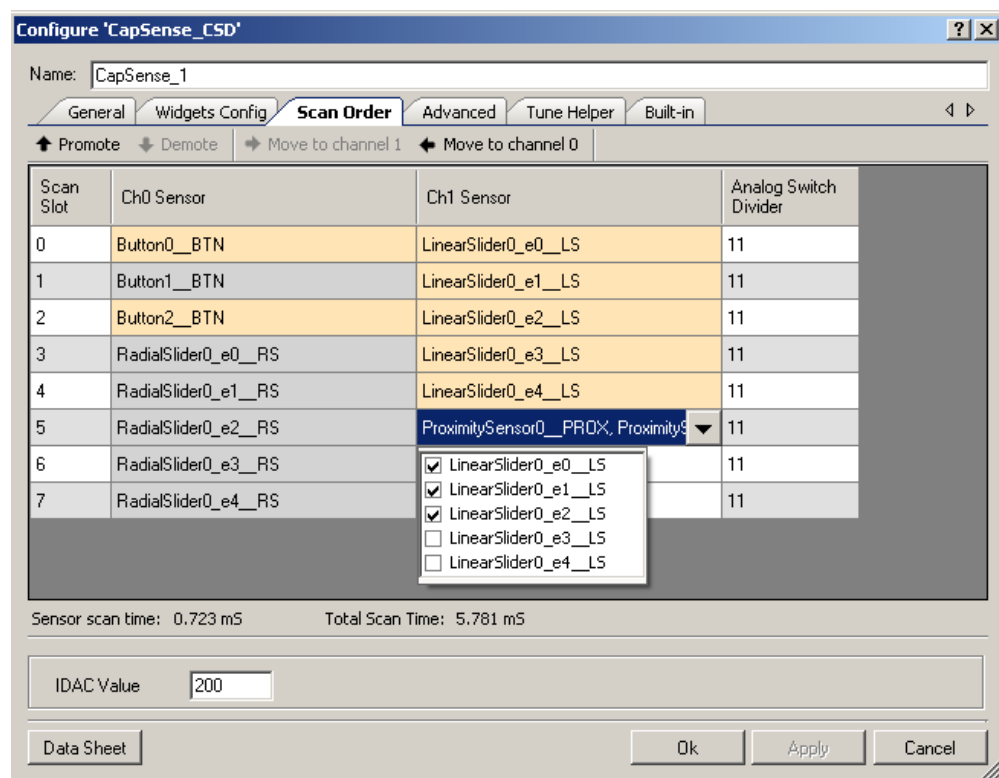 Configure 'CapSense_CSD'
Name: CapSense_1
General Widgets Config Scan Order Advanced Tune Helper Built-in
Promote Demote Move to channel 1 Move to channel 0
Scan Slot Ch0 Sensor Ch1 Sensor Analog Switch Divider
0 Button0__BTN LinearSlider0_e0__LS 11
1 Button1__BTN LinearSlider0_e1__LS 11
2 Button2__BTN LinearSlider0_e2__LS 11
3 RadialSlider0_e0__RS LinearSlider0_e3__LS 11
4 RadialSlider0_e1__RS LinearSlider0_e4__LS 11
5 RadialSlider0_e2__RS ProximitySensor0__PROX, ProximityS 11
6 RadialSlider0_e3__RS 11
7 RadialSlider0_e4__RS 11
LinearSlider0_e0__LS
LinearSlider0_e1__LS
LinearSlider0_e2__LS
LinearSlider0_e3__LS
LinearSlider0_e4__LS
Sensor scan time: 0.723 mS Total Scan Time: 5.781 mS
IDAC Value 200
Data Sheet Ok Apply Cancel